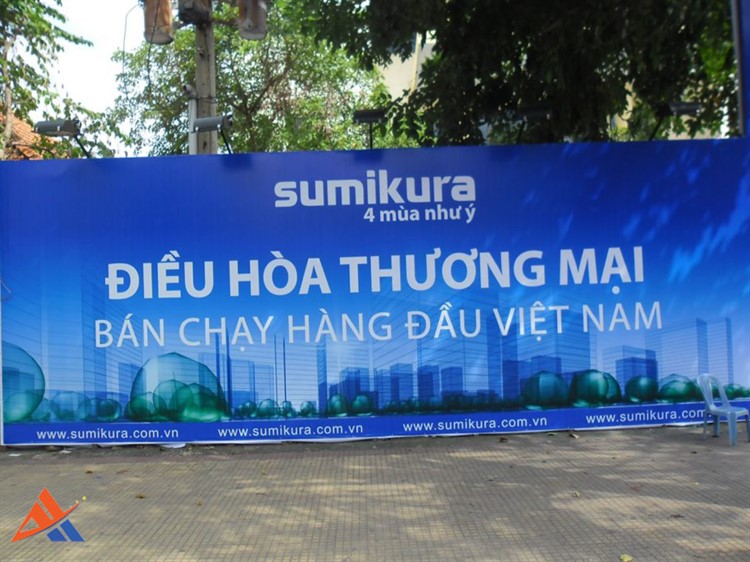 sumikura
4 mùa như ý
ĐIỀU HÒA THƯƠNG MẠI
BÁN CHẠY HÀNG ĐẦU VIỆT NAM
www.sumikura.com.vn www.sumikura.com.vn www.sumikura.com.vn www.sumikura.com